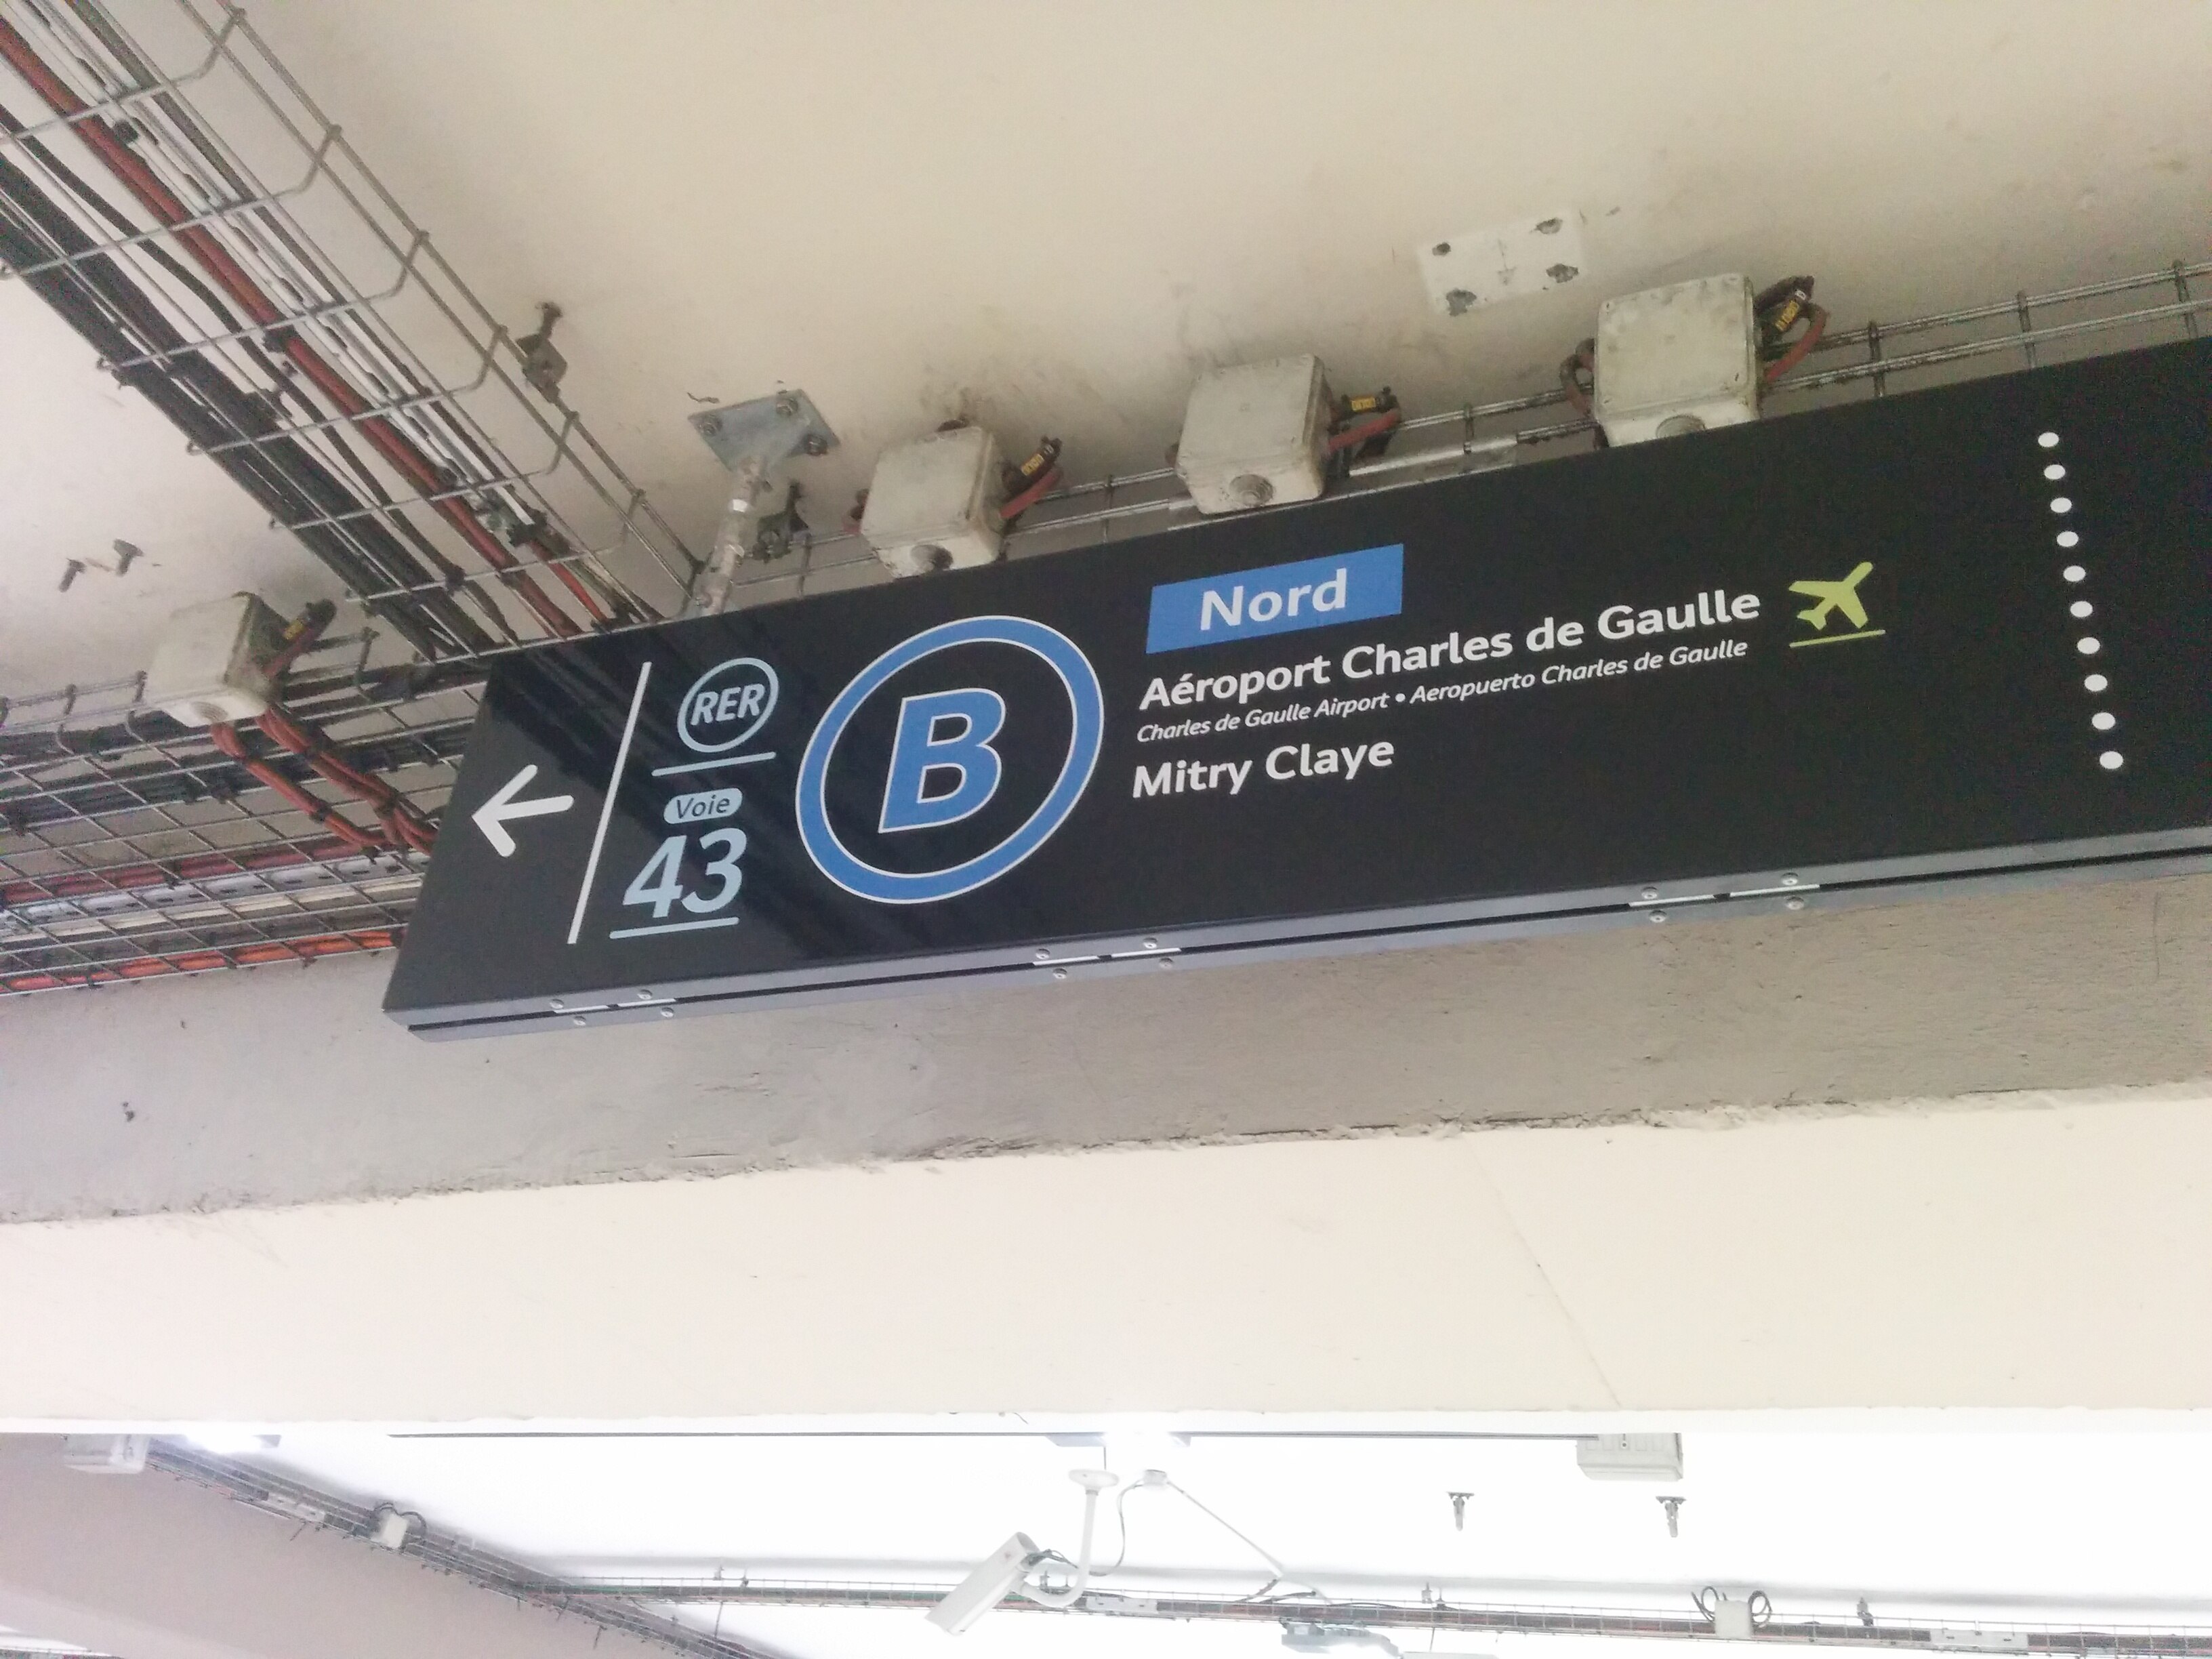 RER
Voie
43
B
Nord
Aéroport Charles de Gaulle
Charles de Gaulle Airport • Aeropuerto Charles de Gaulle
Mitry Claye